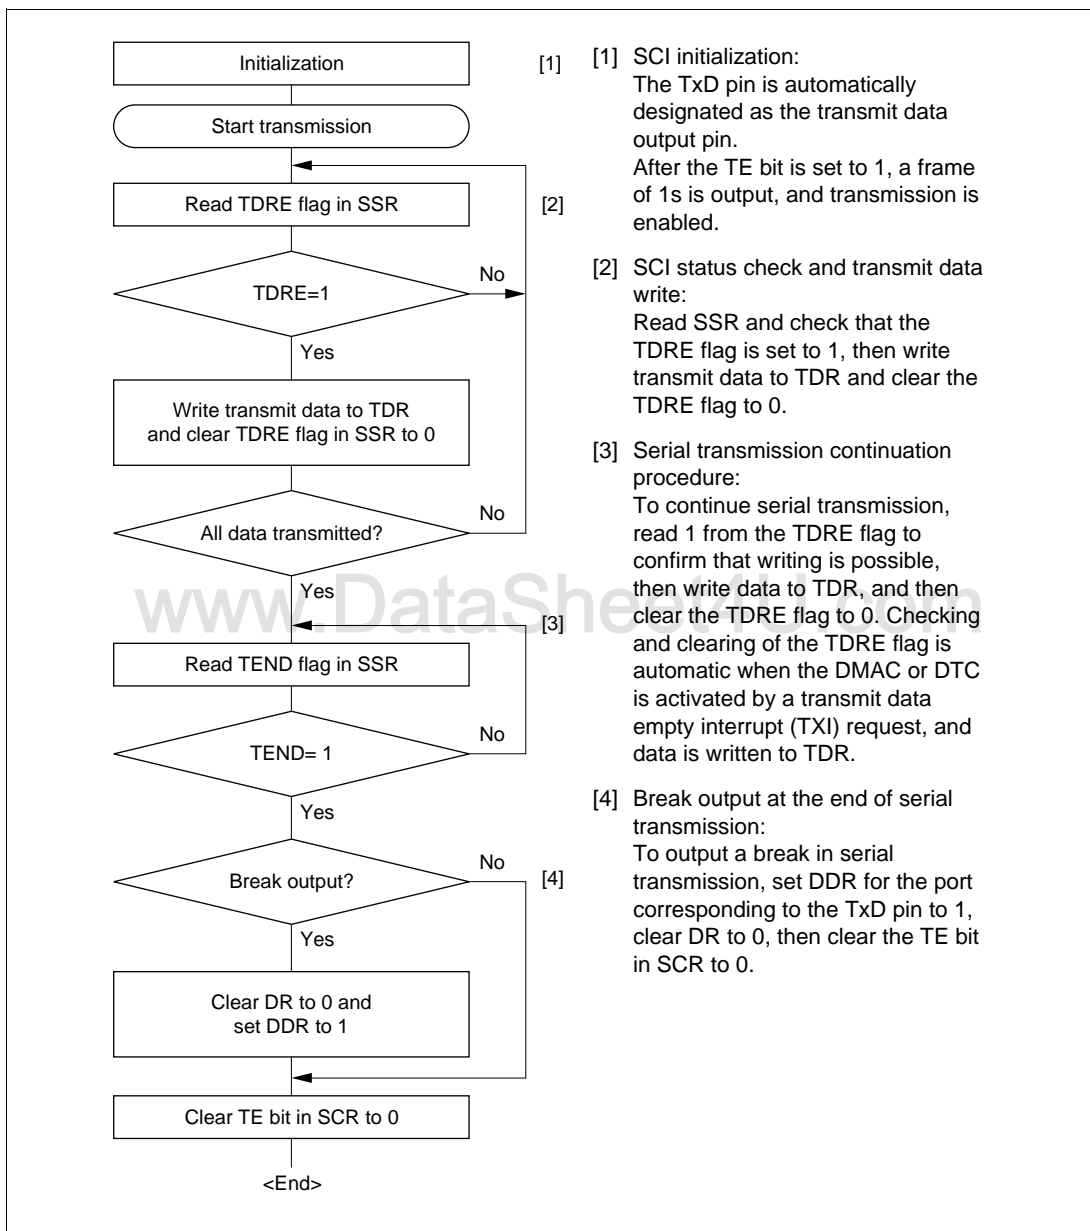 Initialization
[1]
Start transmission
Read TDRE flag in SSR
[2]
TDRE=1
No
Yes
Write transmit data to TDR
and clear TDRE flag in SSR to 0
All data transmitted?
No
Yes
[3]
Read TEND flag in SSR
TEND= 1
No
Yes
Break output?
No
[4]
Yes
Clear DR to 0 and
set DDR to 1
Clear TE bit in SCR to 0
<End>
[1] SCI initialization:
The TxD pin is automatically
designated as the transmit data
output pin.
After the TE bit is set to 1, a frame
of 1s is output, and transmission is
enabled.
[2] SCI status check and transmit data
write:
Read SSR and check that the
TDRE flag is set to 1, then write
transmit data to TDR and clear the
TDRE flag to 0.
[3] Serial transmission continuation
procedure:
To continue serial transmission,
read 1 from the TDRE flag to
confirm that writing is possible,
then write data to TDR, and then
clear the TDRE flag to 0. Checking
and clearing of the TDRE flag is
automatic when the DMAC or DTC
is activated by a transmit data
empty interrupt (TXI) request, and
data is written to TDR.
[4] Break output at the end of serial
transmission:
To output a break in serial
transmission, set DDR for the port
corresponding to the TxD pin to 1,
clear DR to 0, then clear the TE bit
in SCR to 0.
www.DataSheet4U.com